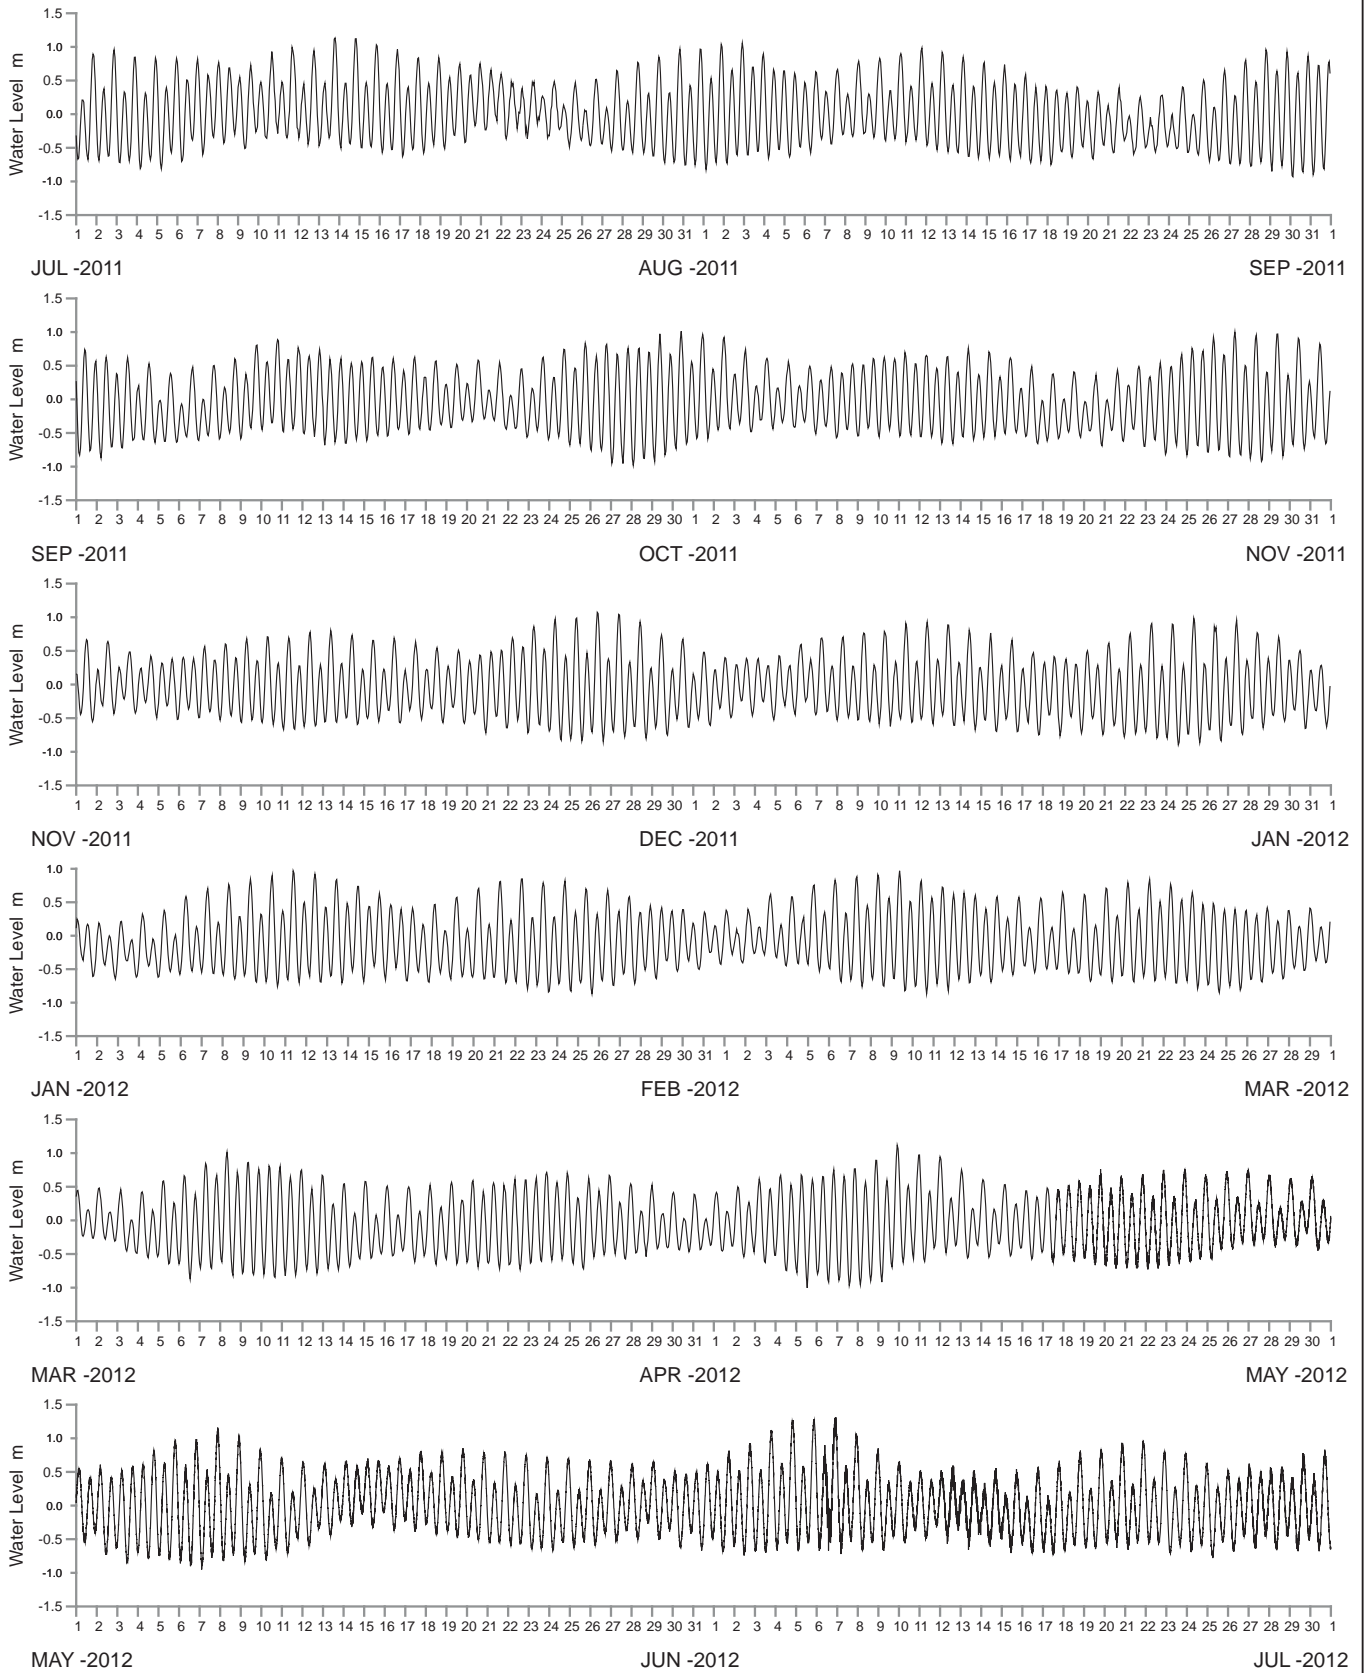 1.5
1.0
0.5
0.0
-0.5
-1.0
-1.5
Water Level m
1 2 3 4 5 6 7 8 9 10 11 12 13 14 15 16 17 18 19 20 21 22 23 24 25 26 27 28 29 30 31 1 2 3 4 5 6 7 8 9 10 11 12 13 14 15 16 17 18 19 20 21 22 23 24 25 26 27 28 29 30 31 1
JUL -2011 AUG -2011 SEP -2011
1.5
1.0
0.5
0.0
-0.5
-1.0
-1.5
Water Level m
1 2 3 4 5 6 7 8 9 10 11 12 13 14 15 16 17 18 19 20 21 22 23 24 25 26 27 28 29 30 1 2 3 4 5 6 7 8 9 10 11 12 13 14 15 16 17 18 19 20 21 22 23 24 25 26 27 28 29 30 31 1
SEP -2011 OCT -2011 NOV -2011
1.5
1.0
0.5
0.0
-0.5
-1.0
-1.5
Water Level m
1 2 3 4 5 6 7 8 9 10 11 12 13 14 15 16 17 18 19 20 21 22 23 24 25 26 27 28 29 30 1 2 3 4 5 6 7 8 9 10 11 12 13 14 15 16 17 18 19 20 21 22 23 24 25 26 27 28 29 30 31 1
NOV -2011 DEC -2011 JAN -2012
1.0
0.5
0.0
-0.5
-1.0
-1.5
Water Level m
1 2 3 4 5 6 7 8 9 10 11 12 13 14 15 16 17 18 19 20 21 22 23 24 25 26 27 28 29 30 31 1 2 3 4 5 6 7 8 9 10 11 12 13 14 15 16 17 18 19 20 21 22 23 24 25 26 27 28 29 1
JAN -2012 FEB -2012 MAR -2012
1.5
1.0
0.5
0.0
-0.5
-1.0
-1.5
Water Level m
1 2 3 4 5 6 7 8 9 10 11 12 13 14 15 16 17 18 19 20 21 22 23 24 25 26 27 28 29 30 31 1 2 3 4 5 6 7 8 9 10 11 12 13 14 15 16 17 18 19 20 21 22 23 24 25 26 27 28 29 30 1
MAR -2012 APR -2012 MAY -2012
1.5
1.0
0.5
0.0
-0.5
-1.0
-1.5
Water Level m
1 2 3 4 5 6 7 8 9 10 11 12 13 14 15 16 17 18 19 20 21 22 23 24 25 26 27 28 29 30 31 1 2 3 4 5 6 7 8 9 10 11 12 13 14 15 16 17 18 19 20 21 22 23 24 25 26 27 28 29 30 1
MAY -2012 JUN -2012 JUL -2012